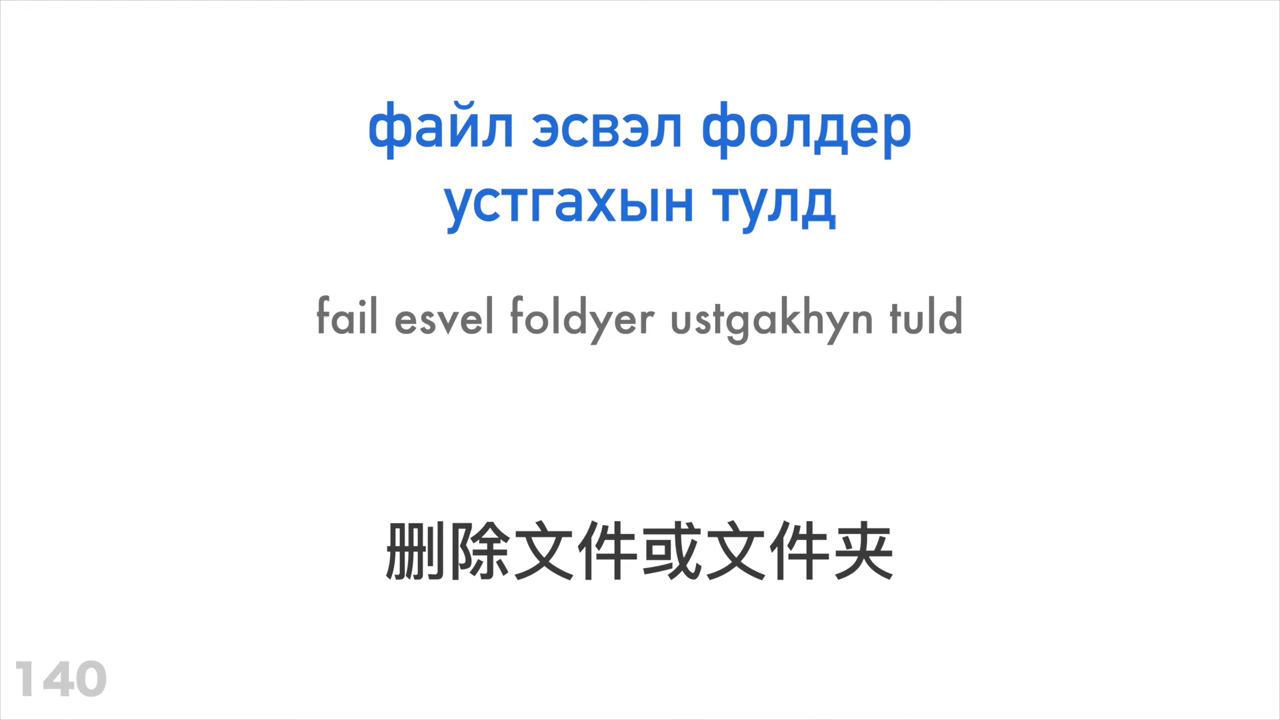 файл эсвэл фолдер
устгахын тулд
fail esvel foldyer ustgakhyn tuld
删除文件或文件夹
140